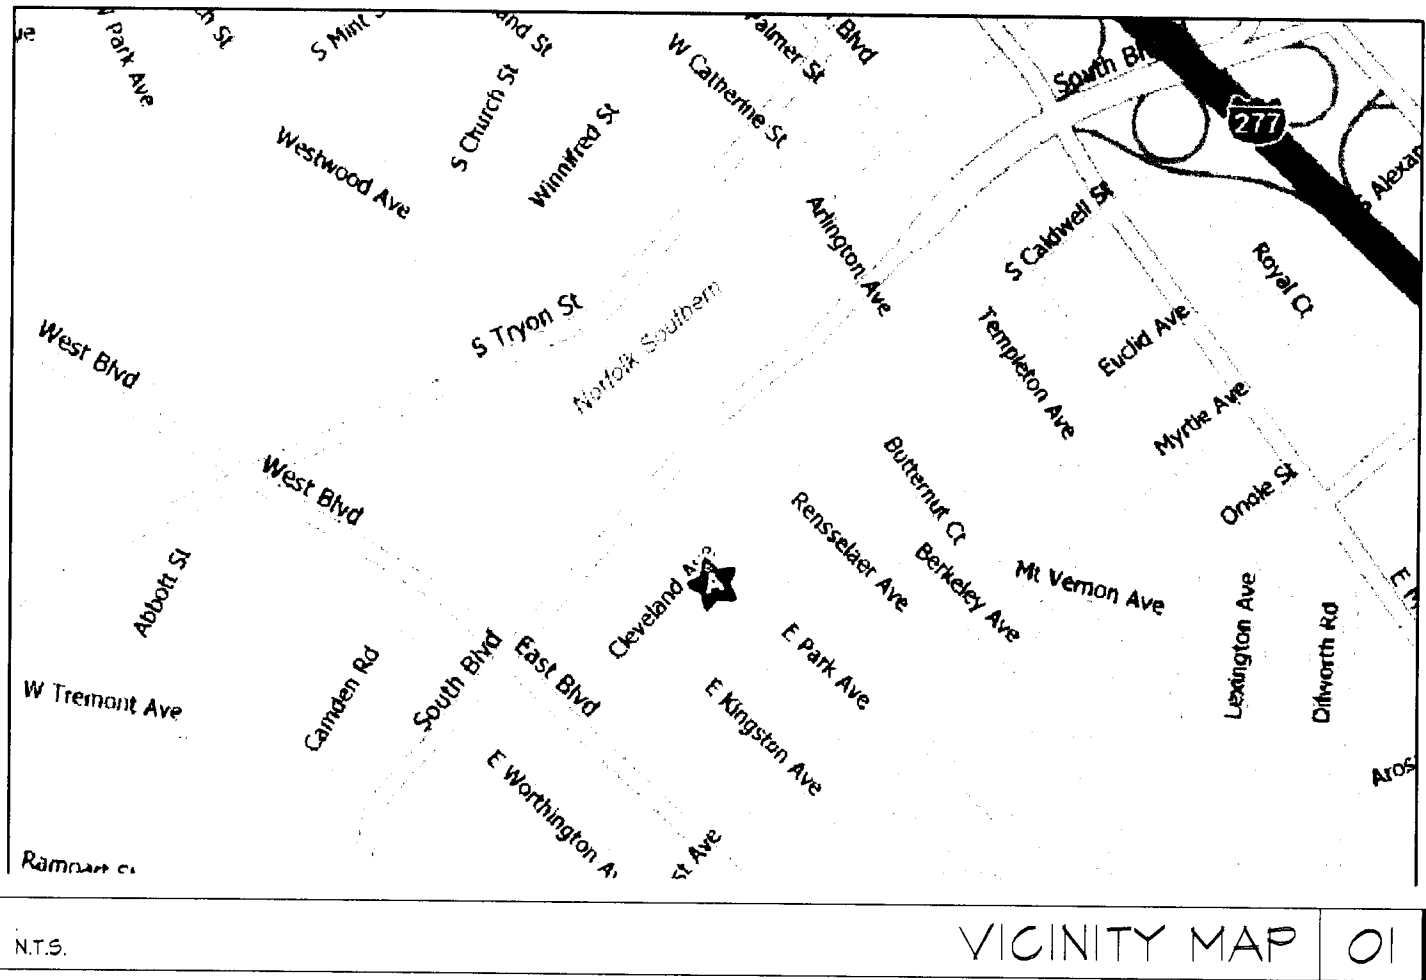 Park Ave
S Mint
S Church St
Winnifred St
W Catherine St
Palmer St
Blvd
South
277
Westwood Ave
Arlington Ave
S Caldwell St
Royal Ct
S Tryon St
Norfolk Southern
Templeton Ave
Euclid Ave
West Blvd
Myrtle Ave
West Blvd
Butternut Ct
Rensselaer Ave
Berkeley Ave
Mt Vernon Ave
Abbott St
Cleveland Ave
A
Lexington Ave
Dilworth Rd
E Park Ave
W Tremont Ave
Camden Rd
South Blvd
East Blvd
E Kingston Ave
E Worthington
Ave
N.T.S.
VICINITY MAP
01